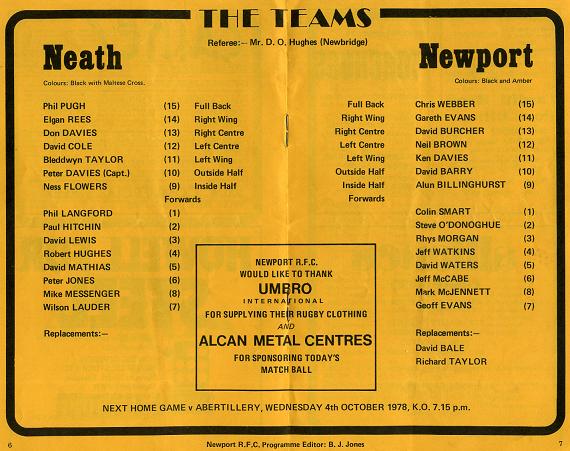 THE TEAMS
Referee:— Mr. D. O. Hughes (Newbridge)
Neath
Colours: Black with Maltese Cross.
Phil PUGH (15) Full Back
Elgan REES (14) Right Wing
Don DAVIES (13) Right Centre
David COLE (12) Left Centre
Bleddwyn TAYLOR (11) Left Wing
Peter DAVIES (Capt.) (10) Outside Half
Ness FLOWERS (9) Inside Half
Forwards
Phil LANGFORD (1)
Paul HITCHIN (2)
David LEWIS (3)
Robert HUGHES (4)
David MATHIAS (5)
Peter JONES (6)
Mike MESSENGER (8)
Wilson LAUDER (7)
Replacements:—
Newport
Colours: Black and Amber
Full Back Chris WEBBER (15)
Right Wing Gareth EVANS (14)
Right Centre David BURCHER (13)
Left Centre Neil BROWN (12)
Left Wing Ken DAVIES (11)
Outside Half David BARRY (10)
Inside Half Alun BILLINGHURST (9)
Forwards
Colin SMART (1)
Steve O'DONOGHUE (2)
Rhys MORGAN (3)
Jeff WATKINS (4)
David WATERS (5)
Jeff McCABE (6)
Mark McJENNETT (8)
Geoff EVANS (7)
Replacements:—
David BALE
Richard TAYLOR
NEWPORT R.F.C.
WOULD LIKE TO THANK
UMBRO
INTERNATIONAL
FOR SUPPLYING THEIR RUGBY CLOTHING
AND
ALCAN METAL CENTRES
FOR SPONSORING TODAY'S
MATCH BALL
NEXT HOME GAME v ABERTILLERY, WEDNESDAY 4th OCTOBER 1978, K.O. 7.15 p.m.
6
Newport R.F.C, Programme Editor: B. J. Jones
7